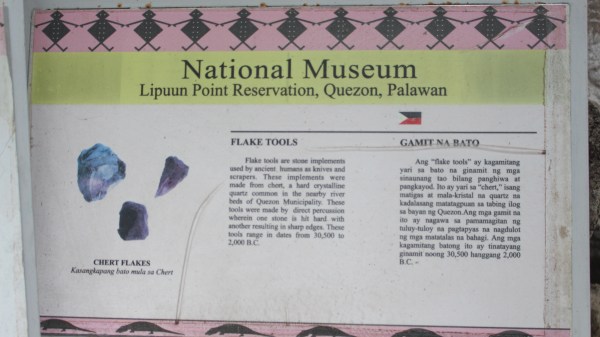 National Museum
Lipuun Point Reservation, Quezon, Palawan
FLAKE TOOLS
Flake tools are stone implements
used by ancient humans as knives and
scrapers. These implements were
made from chert, a hard crystalline
quartz common in the nearby river
beds of Quezon Municipality. These
tools were made by direct percussion
wherein one stone is hit hard with
another resulting in sharp edges. These
tools range in dates from 30,500 to
2,000 B.C.
GAMIT NA BATO
Ang "flake tools" ay kagamitang
yari sa bato na ginamit ng mga
sinaunang tao bilang panghiwa at
pangkayod. Ito ay yari sa "chert," isang
matigas at mala-kristal na quartz na
kadalasang matatagpuan sa tabing ilog
sa bayan ng Quezon.Ang mga gamit na
ito ay nagawa sa pamamagitan ng
tuluy-tuloy na pagtapyas na nagdulot
ng mga matatalas na bahagi. Ang mga
kagamitang batong ito ay tinatayang
ginamit noong 30,500 hanggang 2,000
B.C. –
CHERT FLAKES
Kasangkapang bato mula sa Chert